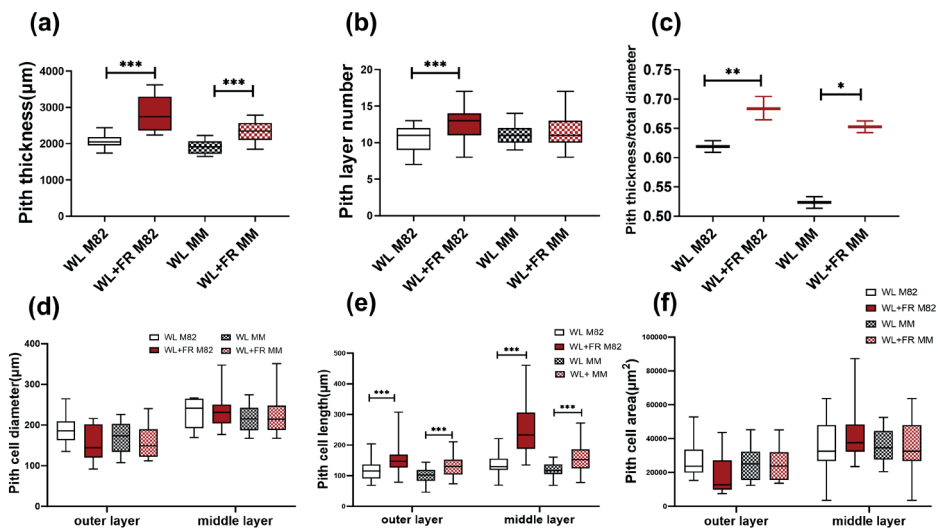 (a)
Pith thickness(μm)
4000
3000
2000
1000
0
***
***
WL M82
WL+FR M82
WL MM
WL+FR MM
(b)
Pith layer number
20
15
10
5
0
***
WL M82
WL+FR M82
WL MM
WL+FR MM
(c)
Pith thickness/total diameter
0.75
0.70
0.65
0.60
0.55
0.50
**
*
WL M82
WL+FR M82
WL MM
WL+FR MM
(d)
Pith cell diameter(μm)
400
300
200
100
0
WL M82
WL MM
WL+FR M82
WL+FR MM
outer layer
middle layer
(e)
Pith cell length(μm)
600
500
400
300
200
100
0
WL M82
WL+FR M82
WL MM
WL+ MM
***
***
***
***
outer layer
middle layer
(f)
Pith cell area(μm²)
100000
80000
60000
40000
20000
0
WL M82
WL+FR M82
WL MM
WL+FR MM
outer layer
middle layer